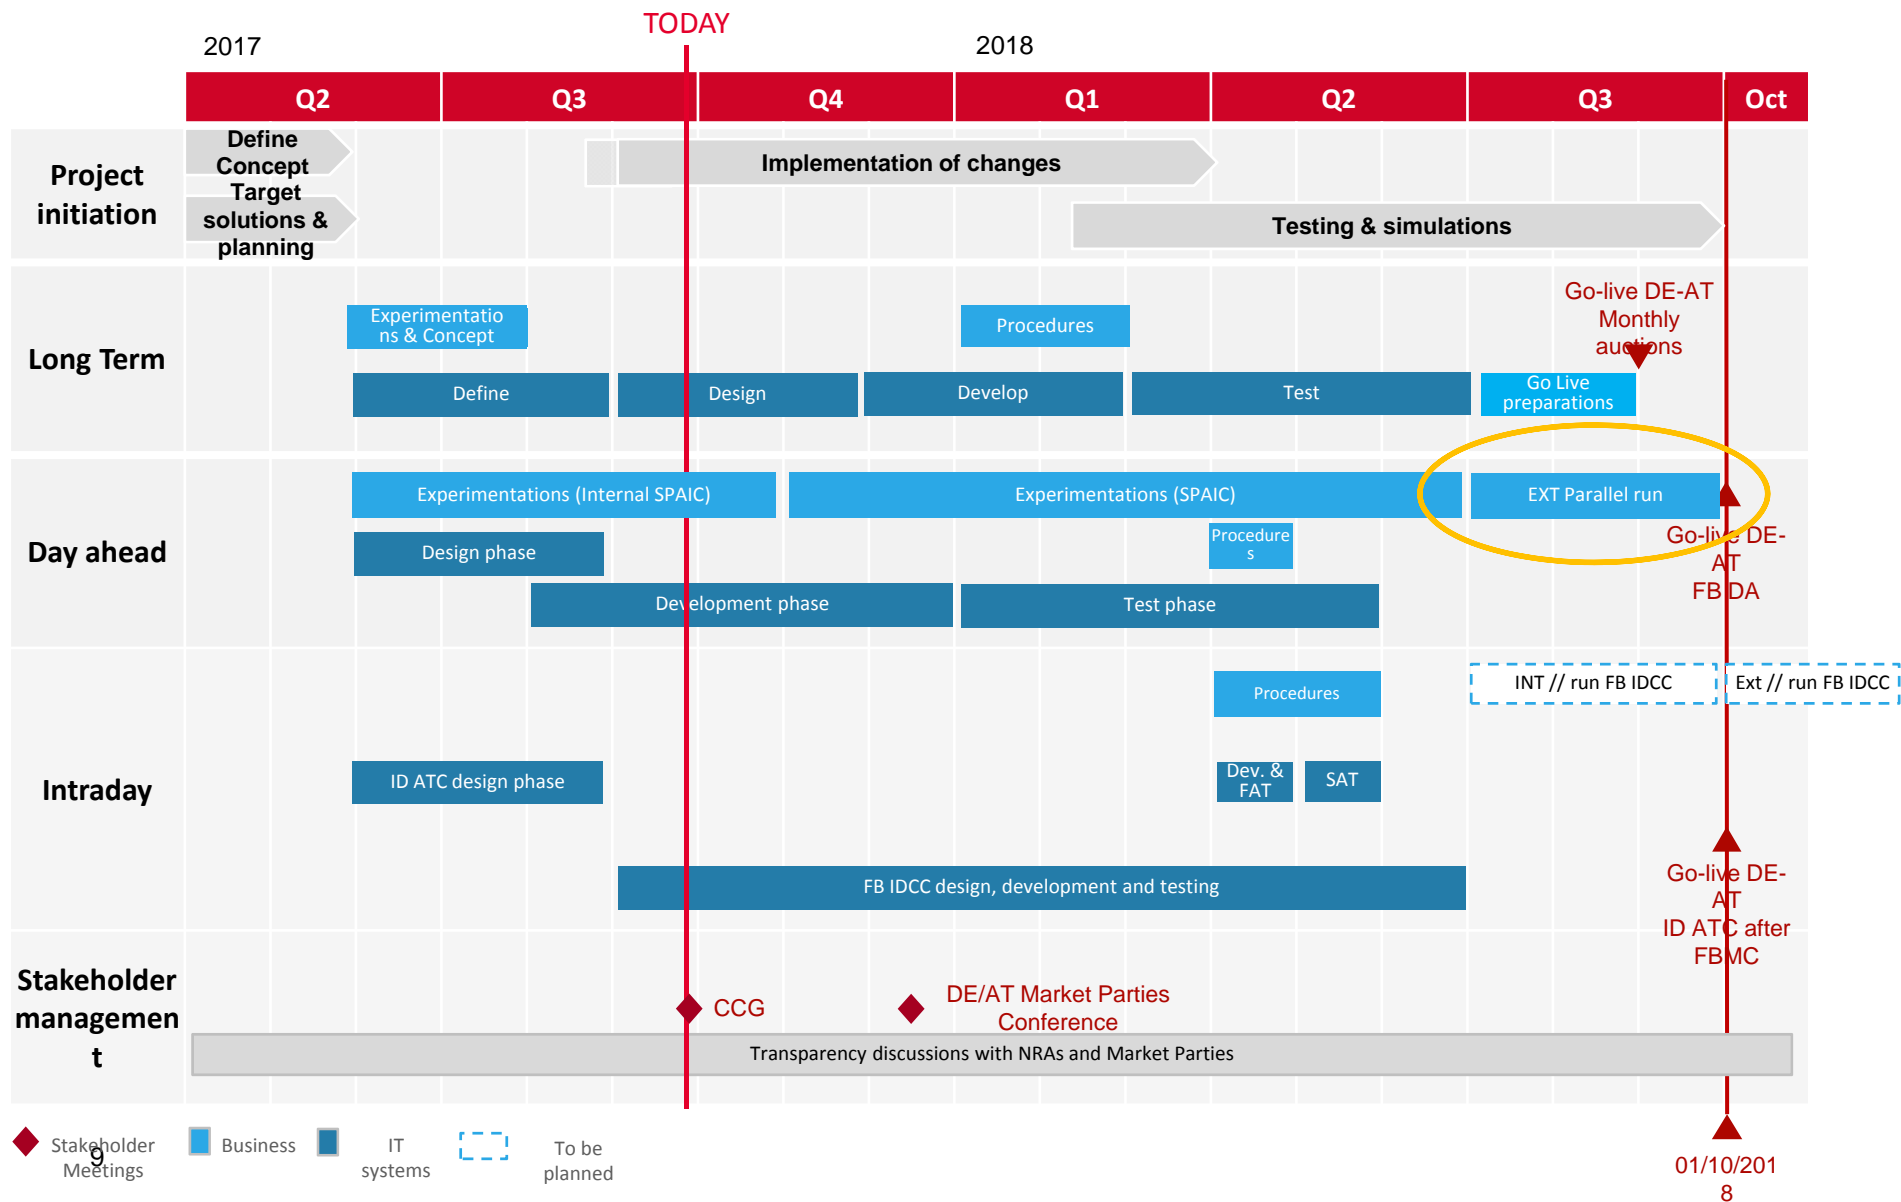 TODAY
2017
2018
Q2
Q3
Q4
Q1
Q2
Q3
Oct
Project
initiation
Define
Concept
Target
solutions &
planning
Implementation of changes
Testing & simulations
Long Term
Experimentatio
ns & Concept
Procedures
Go-live DE-AT
Monthly
auctions
Define
Design
Develop
Test
Go Live
preparations
Day ahead
Experimentations (Internal SPAIC)
Experimentations (SPAIC)
EXT Parallel run
Design phase
Procedure
s
Go-live DE-
AT
FB DA
Development phase
Test phase
Intraday
Procedures
INT // run FB IDCC
Ext // run FB IDCC
ID ATC design phase
Dev. &
FAT
SAT
FB IDCC design, development and testing
Go-live DE-
AT
ID ATC after
FBMC
Stakeholder
managemen
t
CCG
DE/AT Market Parties
Conference
Transparency discussions with NRAs and Market Parties
Stakeholder
Meetings
9
Business
IT
systems
To be
planned
01/10/201
8